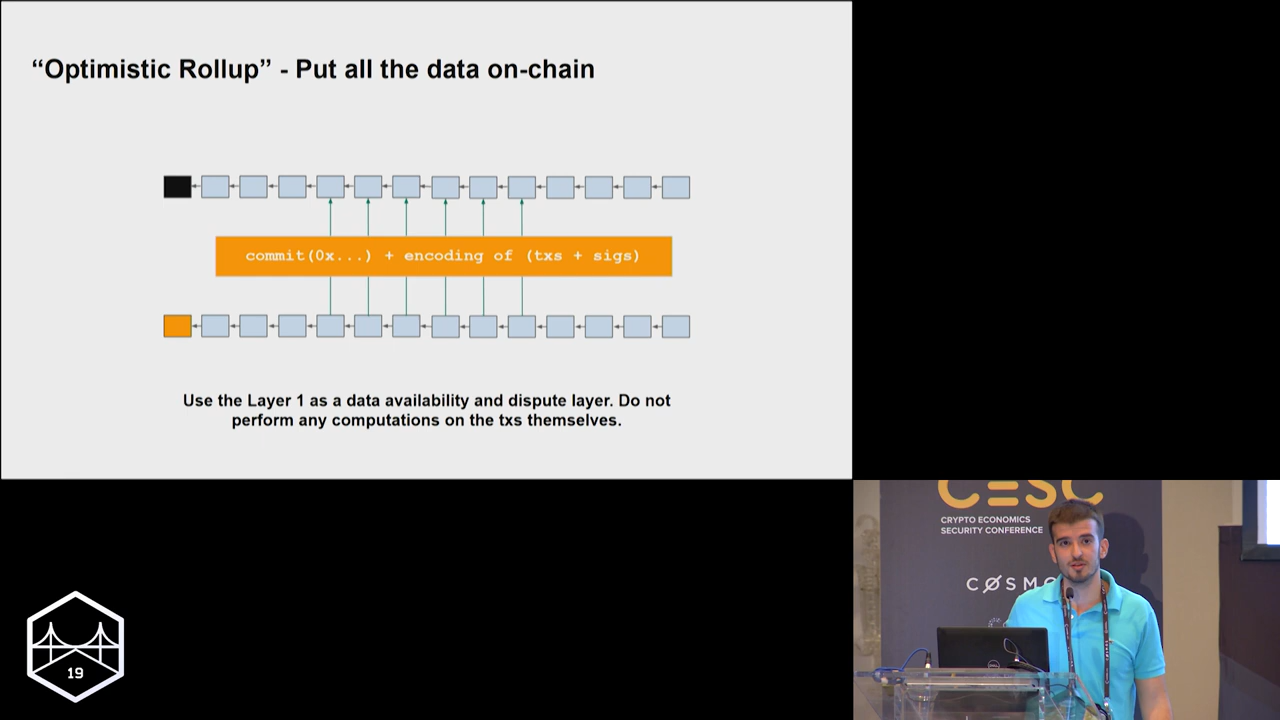 “Optimistic Rollup” - Put all the data on-chain
commit(0x...) + encoding of (txs + sigs)
Use the Layer 1 as a data availability and dispute layer. Do not
perform any computations on the txs themselves.
CESC
CRYPTO ECONOMICS
SECURITY CONFERENCE
CØSMO
DELL
19